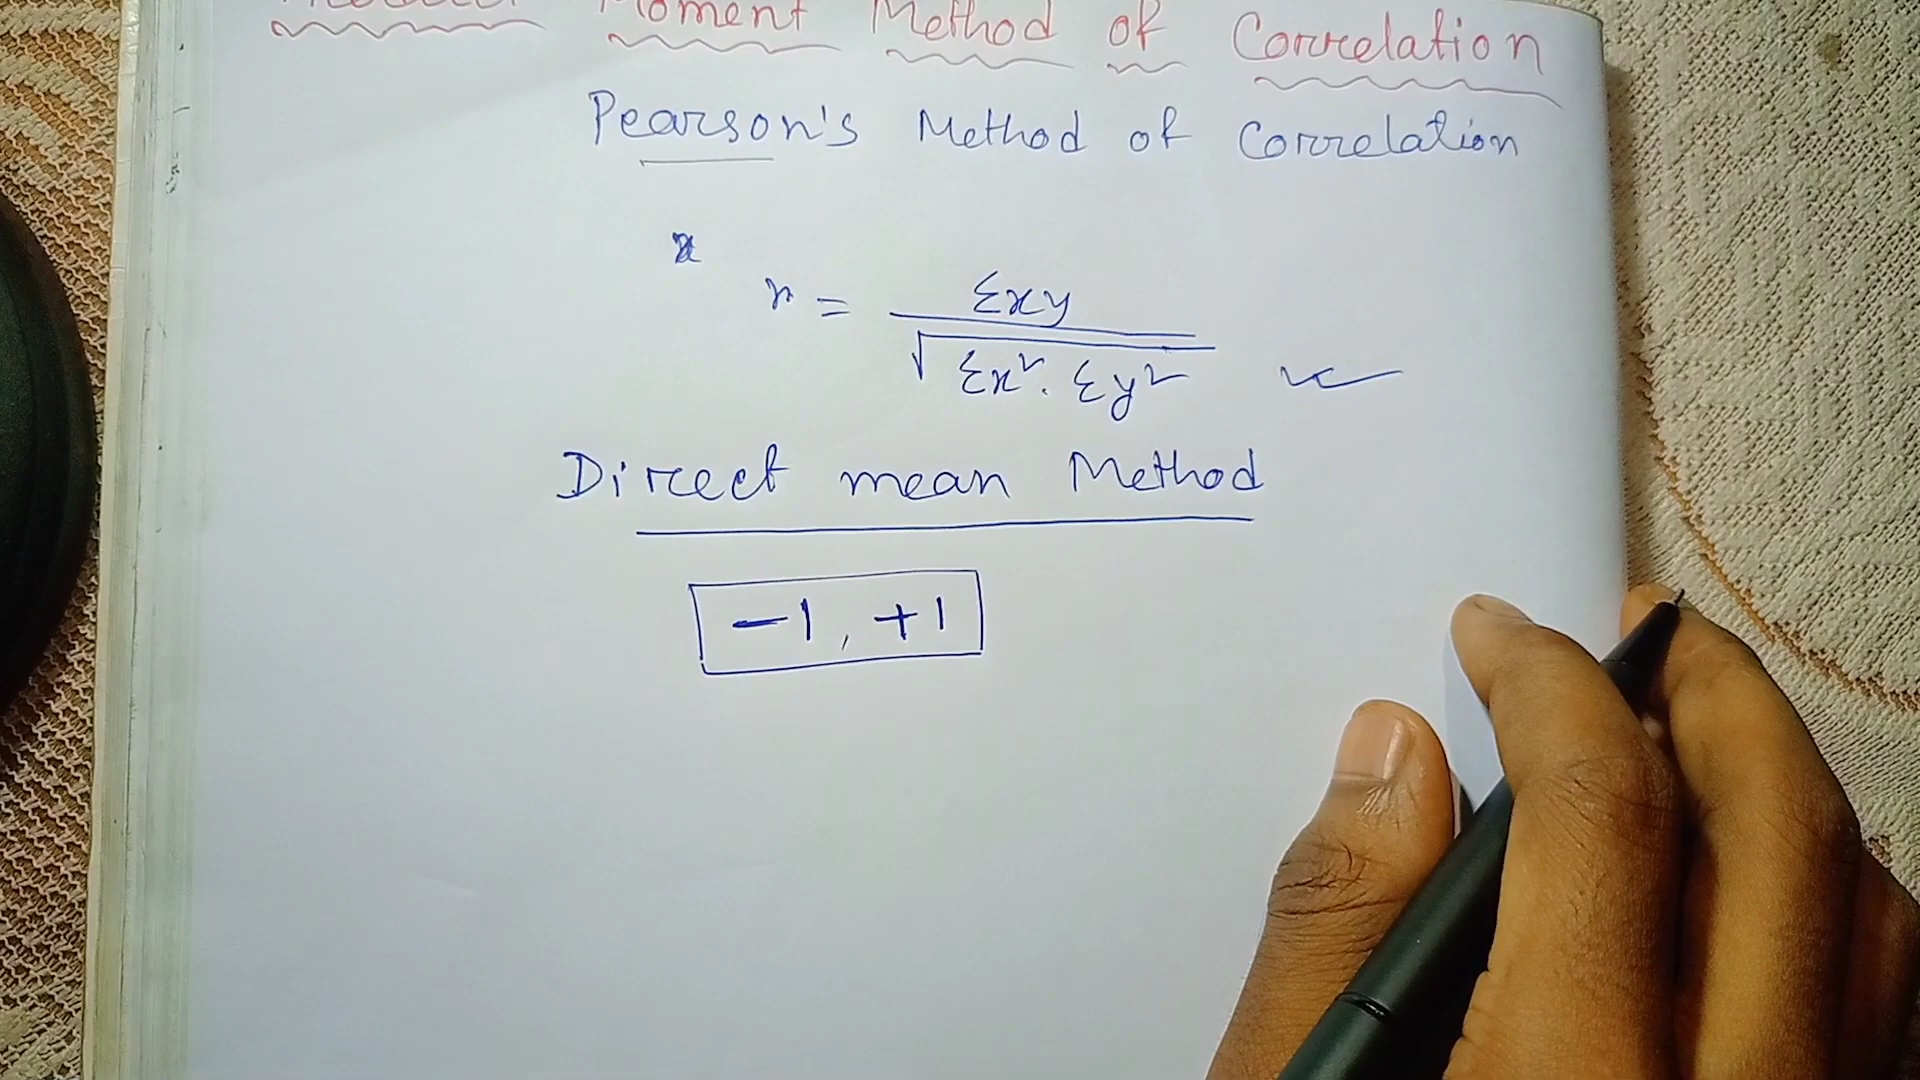 Moment Method of Correlation
Pearson's Method of Correlation
r = Σxy / √Σx². Σy²
Direct mean Method
-1, +1